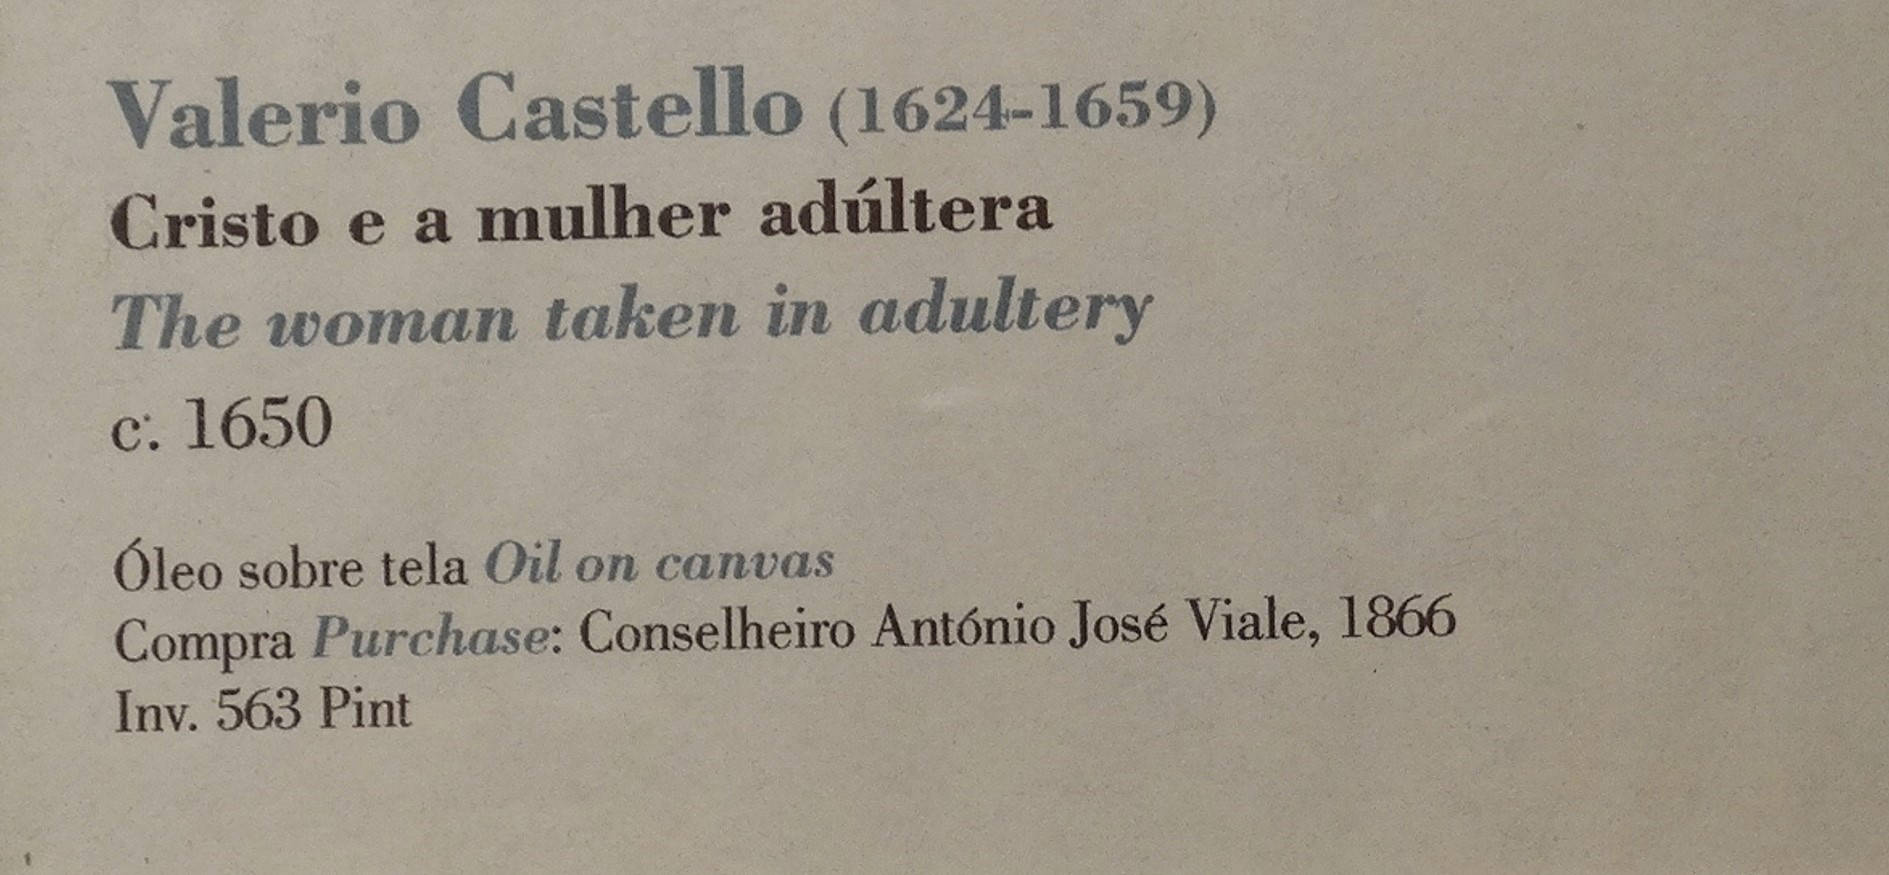 Valerio Castello (1624-1659)
Cristo e a mulher adúltera
The woman taken in adultery
c. 1650
Óleo sobre tela Oil on canvas
Compra Purchase: Conselheiro António José Viale, 1866
Inv. 563 Pint